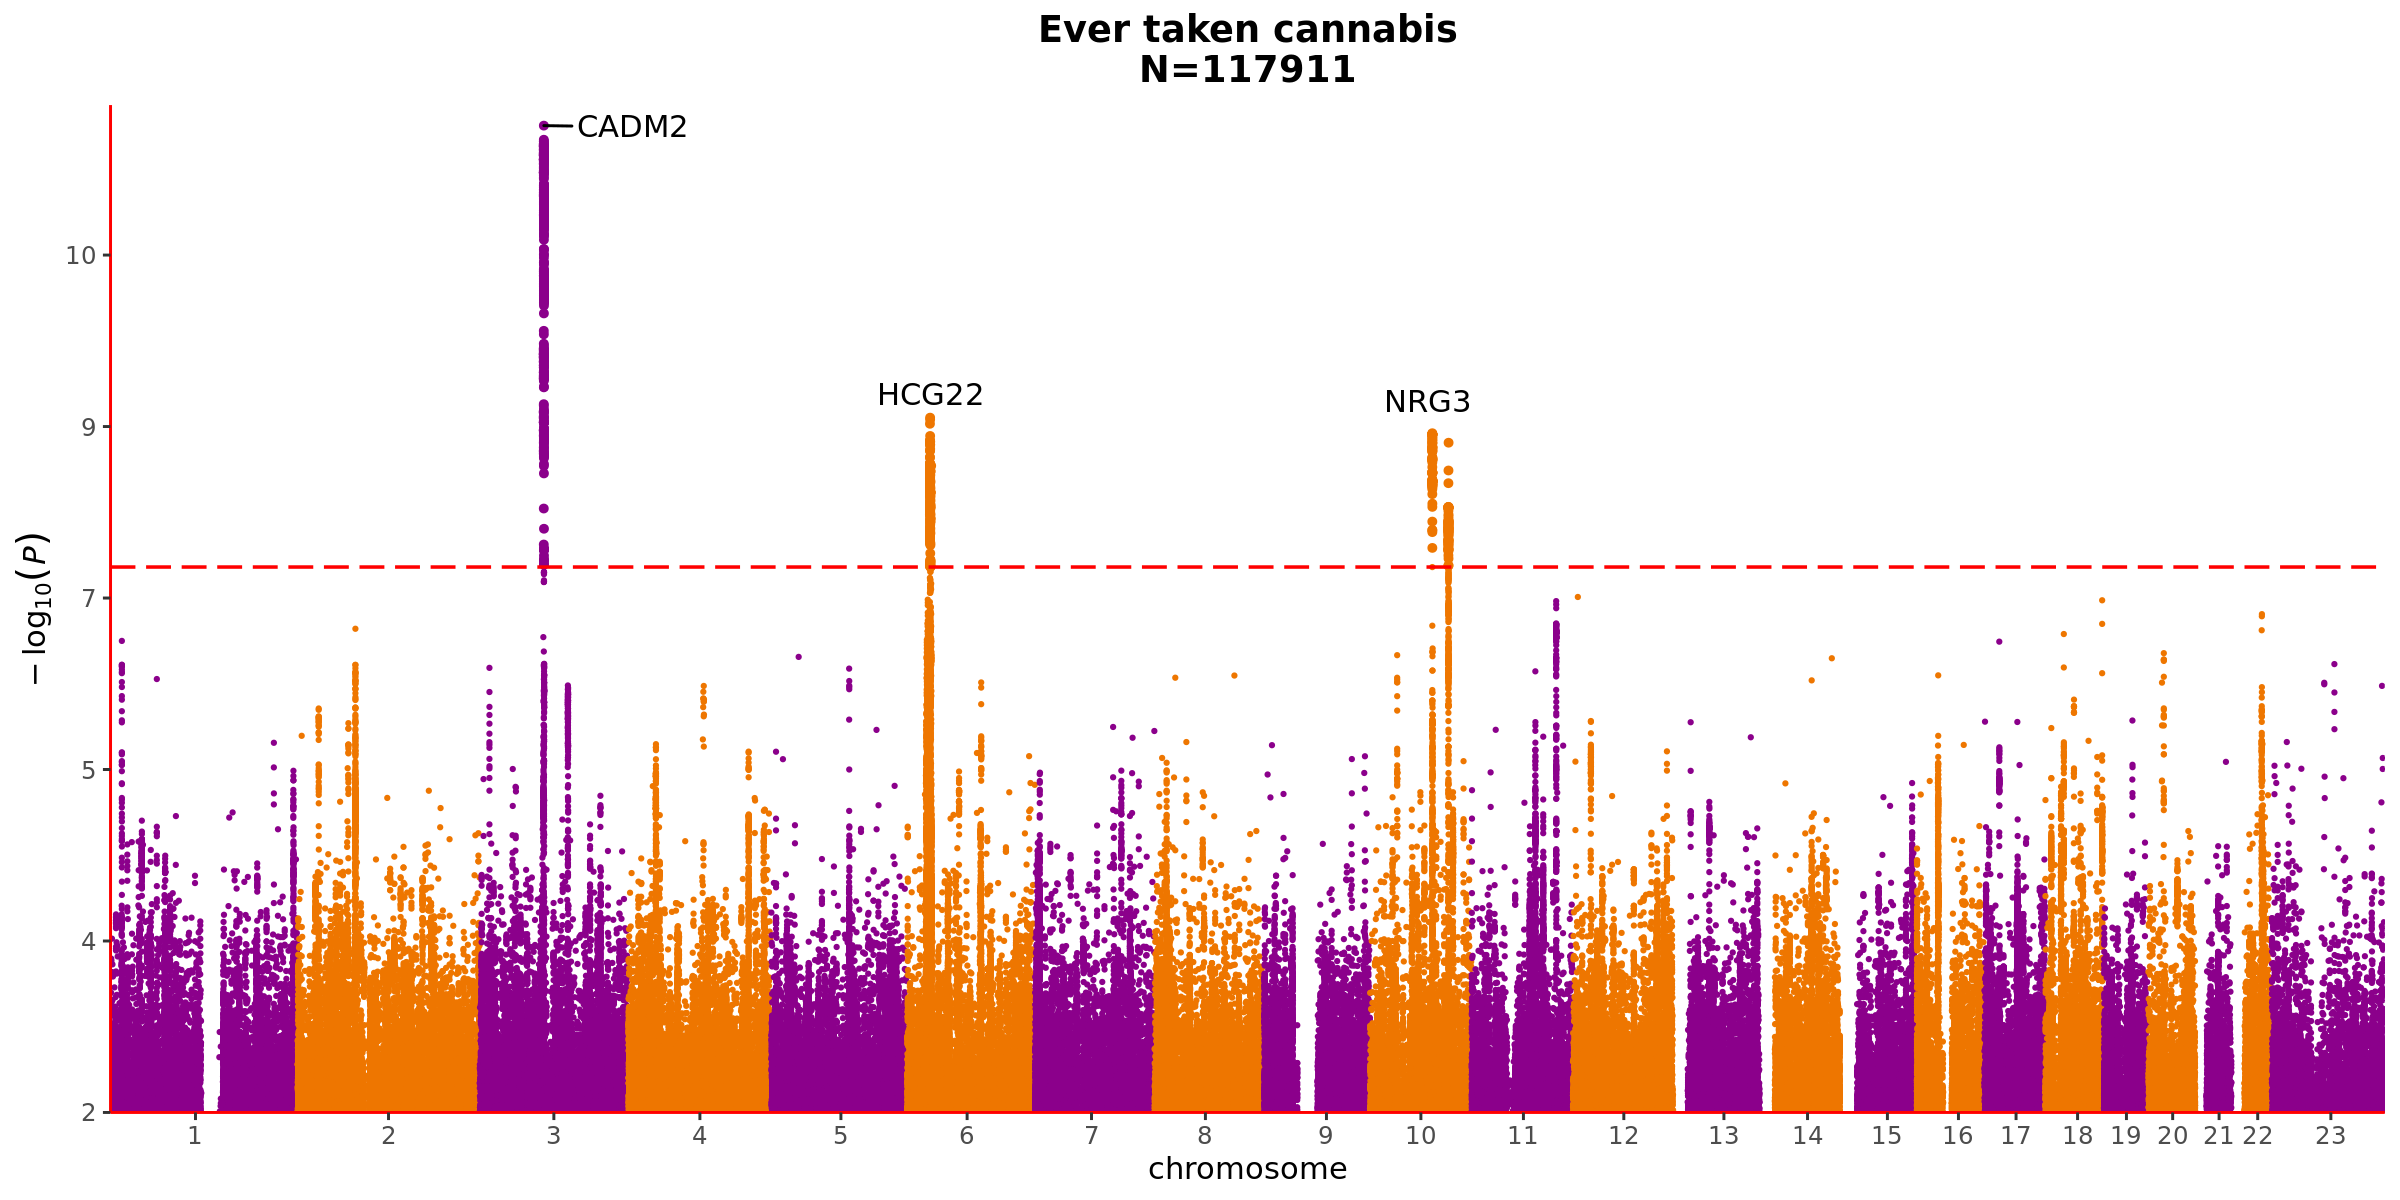 Ever taken cannabis
N=117911
CADM2
HCG22
NRG3
10
9
7
5
4
2
− log10(P)
1 2 3 4 5 6 7 8 9 10 11 12 13 14 15 16 17 18 19 20 21 22 23
chromosome